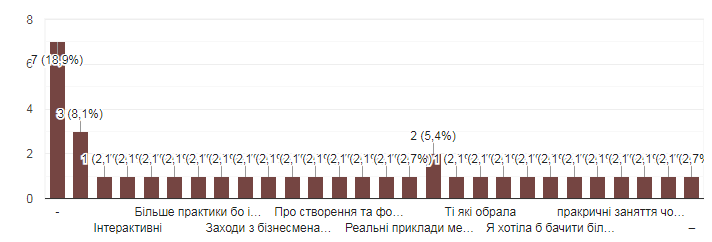 8
6
4
2
0
7 (18,9%)
3 (8,1%)
2 (5,4%)
-
Більше практики бо і…
Про створення та фо…
Ті які обрала
пракричні заняття чо…
Інтерактивні
Заходи з бізнесмена…
Реальні приклади ме…
Я хотіла б бачити біл…
–